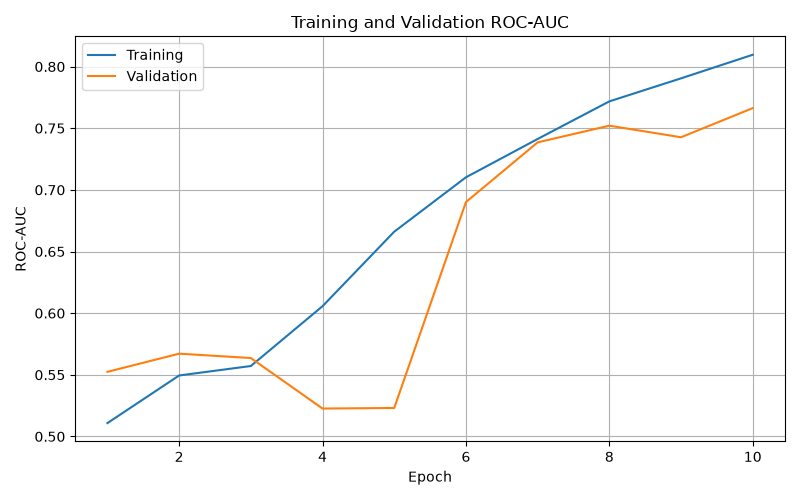 Training and Validation ROC-AUC
Training
Validation
ROC-AUC
0.80
0.75
0.70
0.65
0.60
0.55
0.50
2 4 6 8 10
Epoch